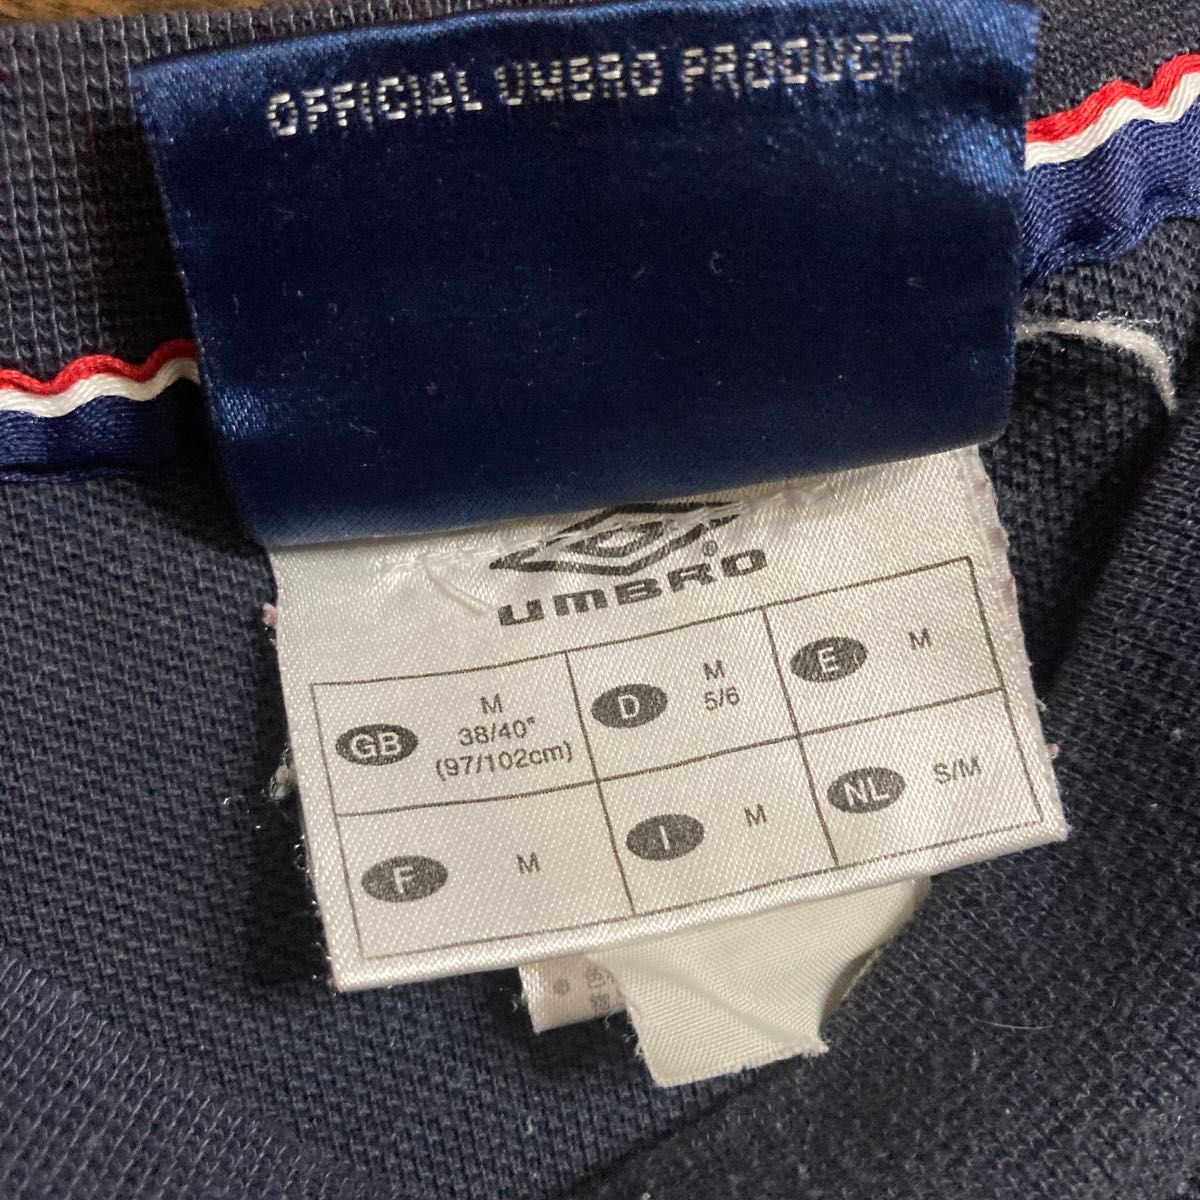 OFFICIAL UMBRO PRODUCT
UMBRO®
GB M
38/40"
(97/102cm)
D M
5/6
E M
F M
I M
NL S/M